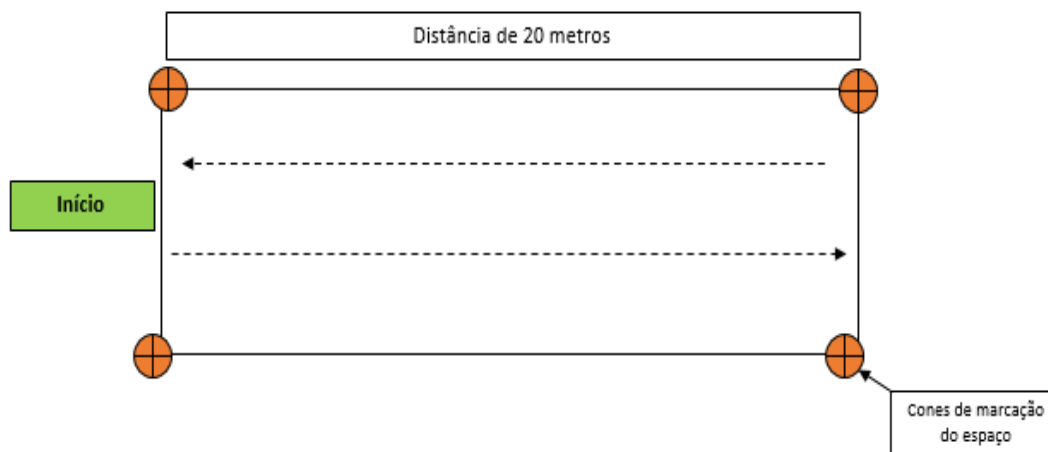 Distância de 20 metros
Início
Cones de marcação
do espaço